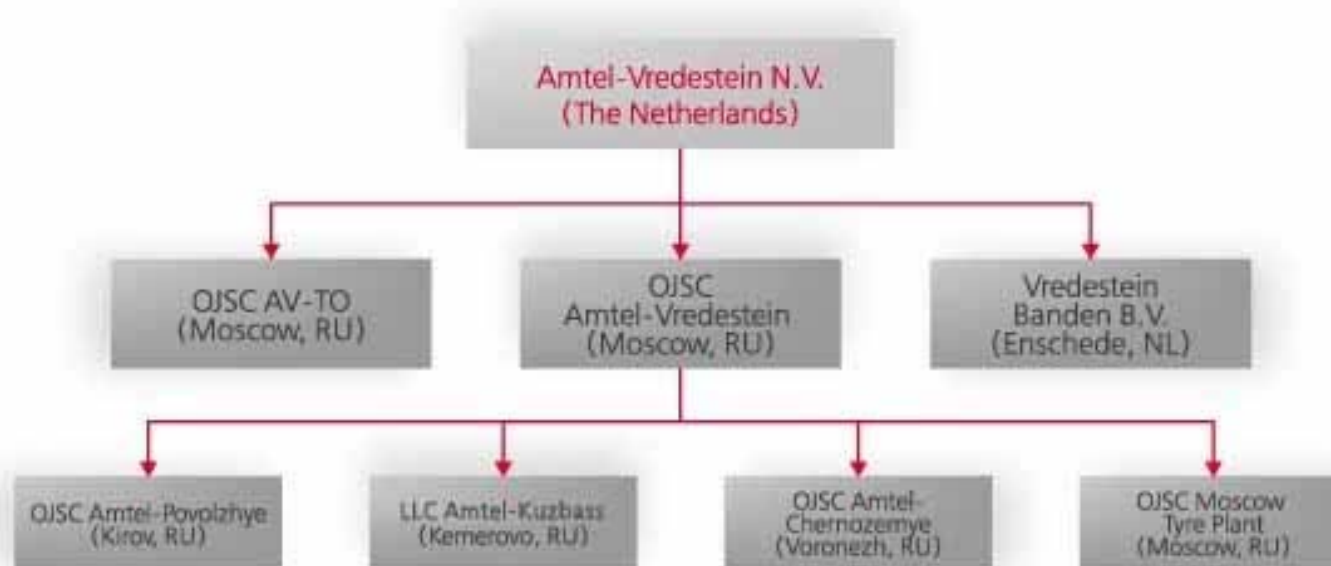 Amtel-Vredestein N.V.
(The Netherlands)
OJSC AV-TO
(Moscow, RU)
OJSC
Amtel-Vredestein
(Moscow, RU)
Vredestein
Banden B.V.
(Enschede, NL)
OJSC Amtel-Povolzhye
(Kirov, RU)
LLC Amtel-Kuzbass
(Kemerovo, RU)
OJSC Amtel-
Chernozemye
(Voronezh, RU)
OJSC Moscow
Tyre Plant
(Moscow, RU)